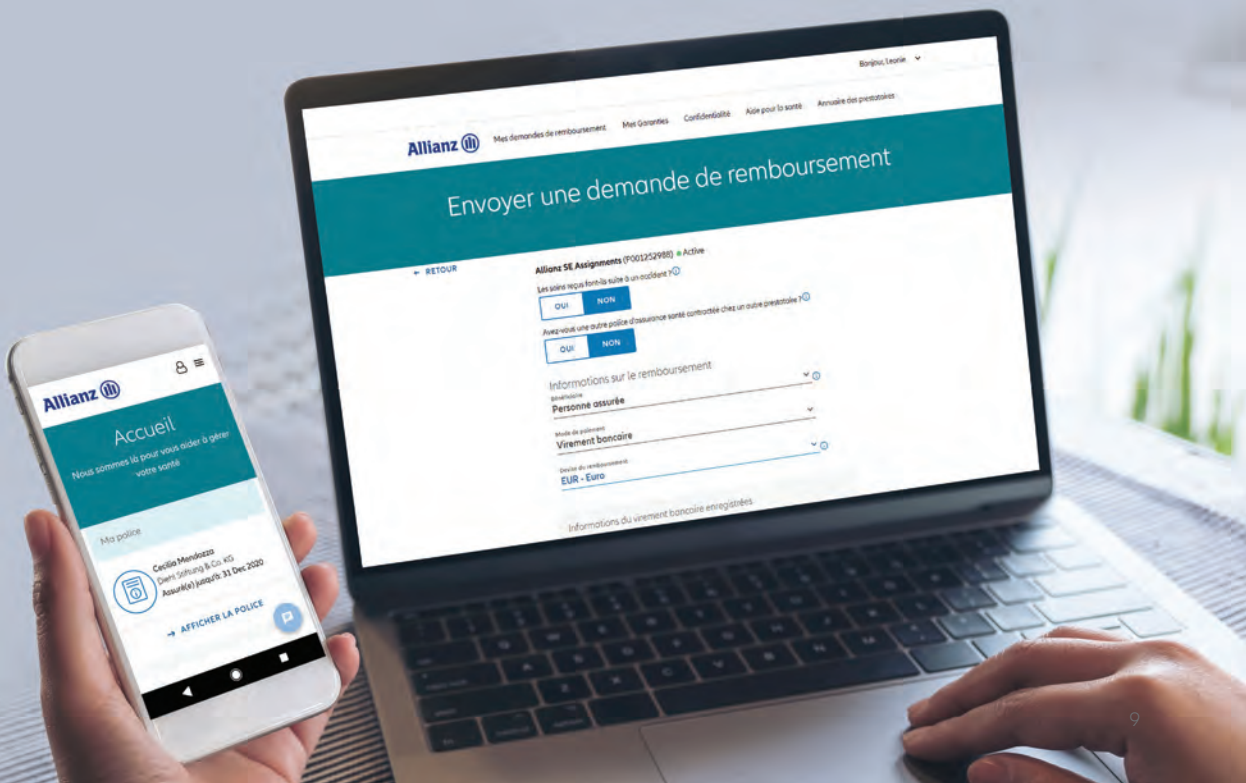 Bonjour, Leonie
Allianz
Mes demandes de remboursement Mes Garanties Confidentialité Aide pour la santé Annuaire des prestataires
Envoyer une demande de remboursement
← RETOUR
Allianz SE Assignments (P001252988) Active
Les soins reçus font-ils suite à un accident ?
OUI NON
Avez-vous une autre police d'assurance santé contractée chez un autre prestataire ?
OUI NON
Informations sur le remboursement
Bénéficiaire
Personne assurée
Mode de paiement
Virement bancaire
Devise du remboursement
EUR - Euro
Informations du virement bancaire enregistrées
Allianz
Accueil
Nous sommes là pour vous aider à gérer
votre santé
Ma police
Cecilia Mendozza
Diehl Stiftung & Co. KG
Assuré(e) jusqu'à: 31 Dec 2020
→ AFFICHER LA POLICE
9